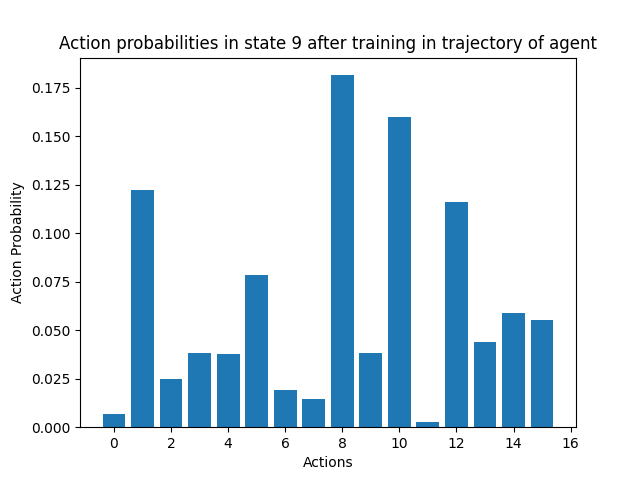 Action probabilities in state 9 after training in trajectory of agent
0.175
0.150
0.125
0.100
0.075
0.050
0.025
0.000
Action Probability
0 2 4 6 8 10 12 14 16
Actions